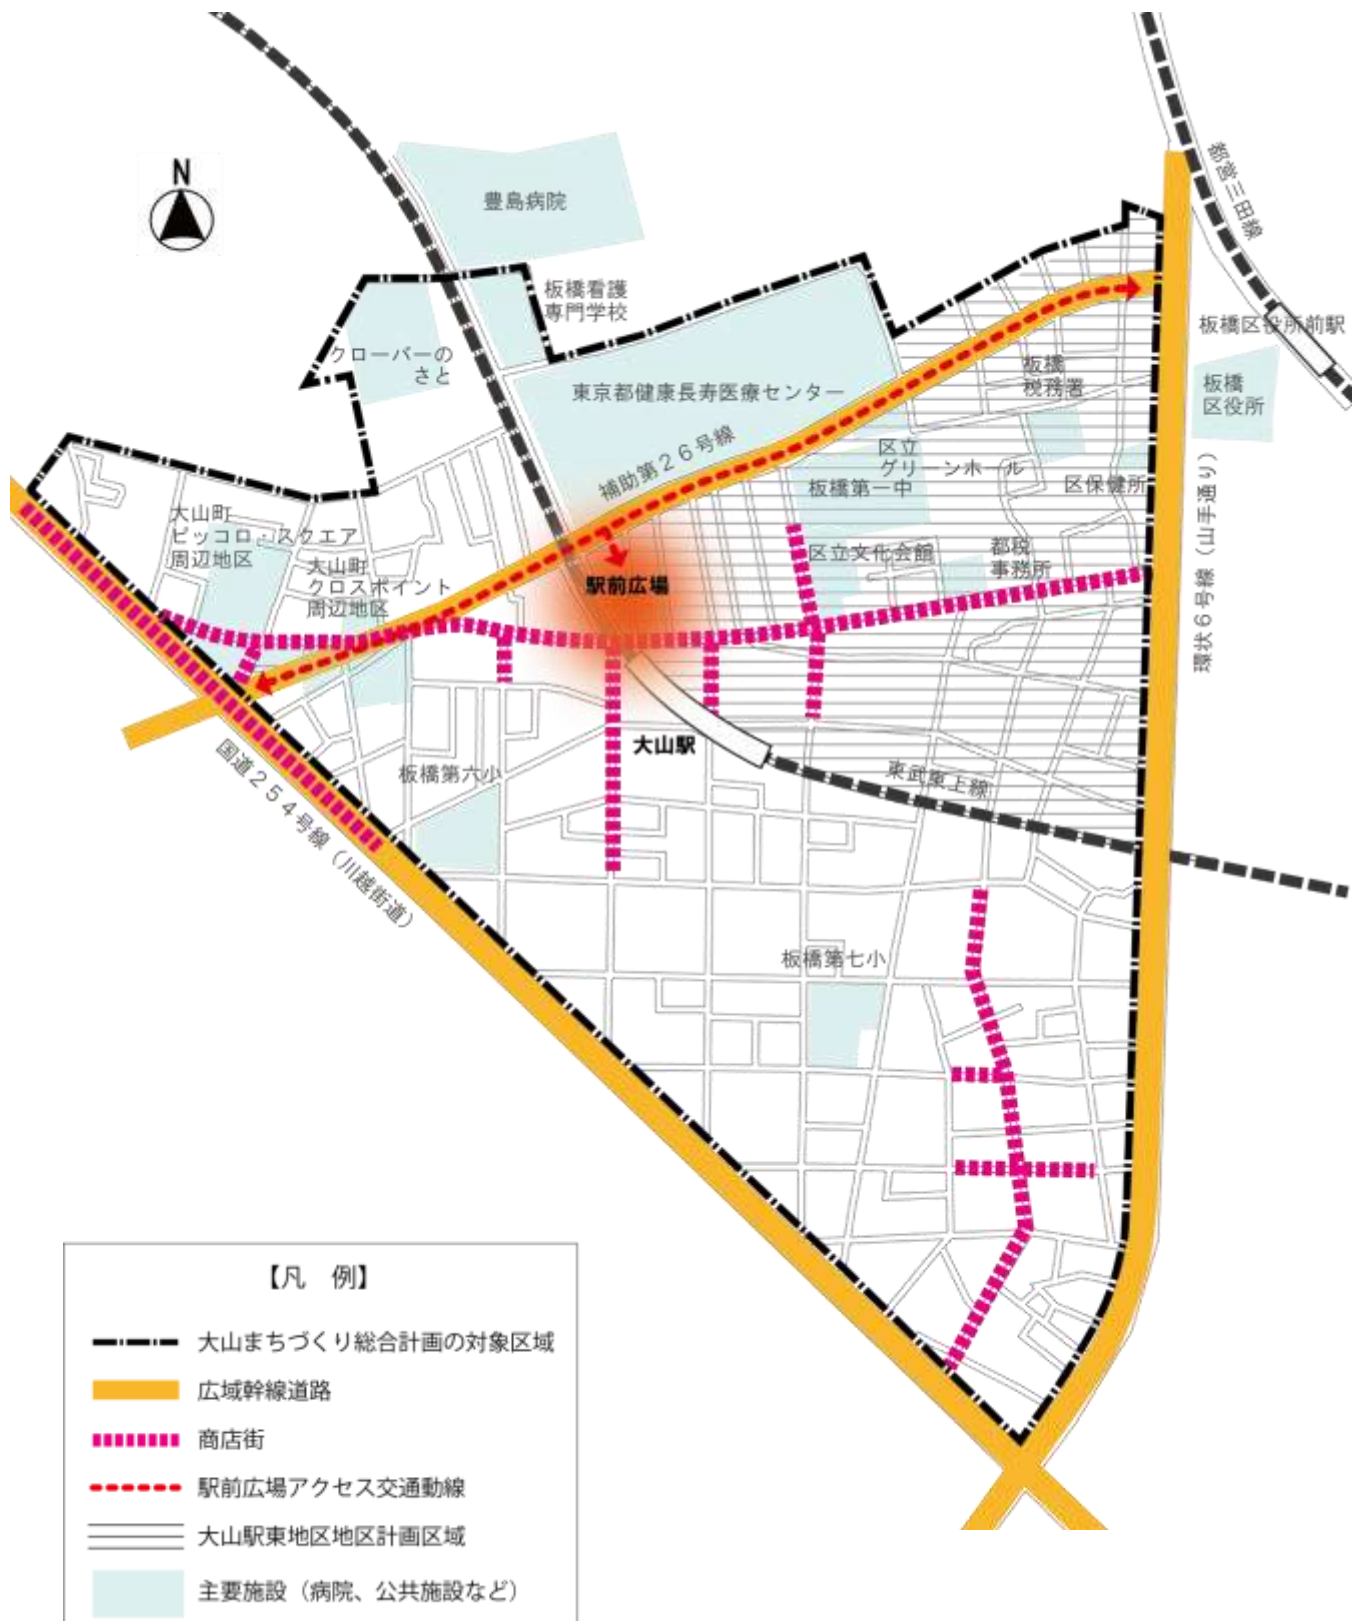 N
都営三田線
豊島病院
板橋看護
専門学校
板橋区役所前駅
クローバーの
さと
板橋
税務署
板橋
区役所
東京都健康長寿医療センター
補助第26号線
区立
グリーンホール
板橋第一中
区保健所
大山町
ピッコロ・スクエア
周辺地区
大山町
クロスポイント
周辺地区
駅前広場
区立文化会館
都税
事務所
環状6号線(山手通り)
大山駅
東武東上線
板橋第六小
国道254号線(川越街道)
板橋第七小
【凡 例】
大山まちづくり総合計画の対象区域
広域幹線道路
商店街
駅前広場アクセス交通動線
大山駅東地区地区計画区域
主要施設(病院、公共施設など)